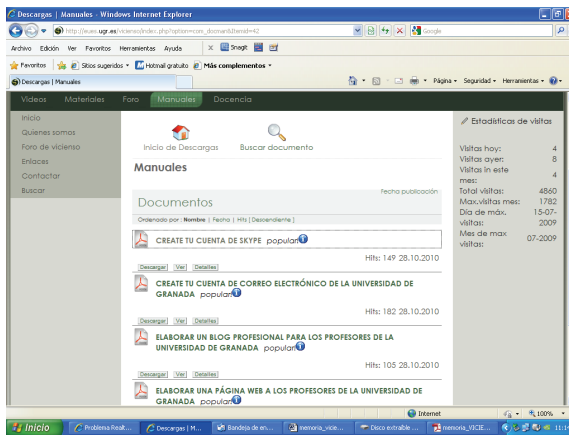 Descargas | Manuales - Windows Internet Explorer
http://eues.ugr.es/vicienso/index.php?option=com_docman&Itemid=42
Google
Archivo Edición Ver Favoritos Herramientas Ayuda X Snagit
Favoritos Sitios sugeridos Hotmail gratuito Más complementos
Descargas | Manuales
Página Seguridad Herramientas
Videos Materiales Foro Manuales Docencia
Inicio
Quienes somos
Foro de vicienso
Enlaces
Contactar
Buscar
Inicio de Descargas Buscar documento
Manuales
Fecha publicación
Documentos
Ordenado por : Nombre | Fecha | Hits [ Descendiente ]
CREATE TU CUENTA DE SKYPE popular!
Hits: 149 28.10.2010
Descargar Ver Detalles
CREATE TU CUENTA DE CORREO ELECTRÓNICO DE LA UNIVERSIDAD DE
GRANADA popular!
Hits: 182 28.10.2010
Descargar Ver Detalles
ELABORAR UN BLOG PROFESIONAL PARA LOS PROFESORES DE LA
UNIVERSIDAD DE GRANADA popular!
Hits: 105 28.10.2010
Descargar Ver Detalles
ELABORAR UNA PÁGINA WEB A LOS PROFESORES DE LA UNIVERSIDAD DE
GRANADA popular!
Estadísticas de visitas
Visitas hoy: 4
Visitas ayer: 8
Visitas in este
mes: 4
Total visitas: 4860
Max.visitas mes: 1782
Día de máx.
visitas: 15-07-
2009
Mes de max
visitas: 07-2009
Internet
100%
Inicio
Problema Realt...
Descargas | M...
Bandeja de en...
memoria_vicie...
Disco extraíble ...
memoria_VICIE...